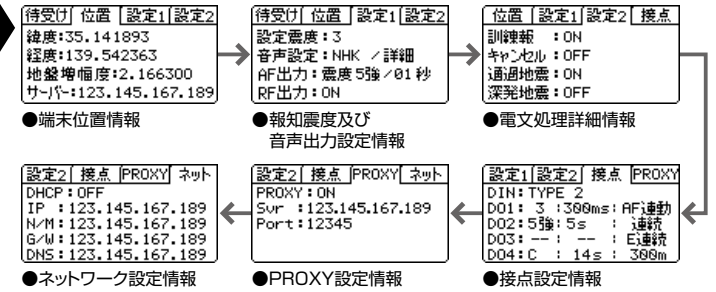 待受け 位置 設定1 設定2
緯度:35.141893
経度:139.542363
地盤増幅度:2.166300
サーバー:123.145.167.189
●端末位置情報
待受け 位置 設定1 設定2
設定震度:3
音声設定:NHK /詳細
AF出力:震度5強/01秒
RF出力:ON
●報知震度及び
音声出力設定情報
位置 設定1 設定2 接点
訓練報 :ON
キャンセル:OFF
通過地震:ON
深発地震:OFF
●電文処理詳細情報
設定2 接点 PROXY ネット
DHCP:OFF
IP :123.145.167.189
N/M:123.145.167.189
G/W:123.145.167.189
DNS:123.145.167.189
●ネットワーク設定情報
設定2 接点 PROXY ネット
PROXY:ON
Svr :123.145.167.189
Port:12345
●PROXY設定情報
設定1 設定2 接点 PROXY
DIN:TYPE 2
DO1: 3 :300ms:AF連動
DO2:5強:5s : 連続
DO3:--: -- : E連続
DO4:C : 14s : 300m
●接点設定情報